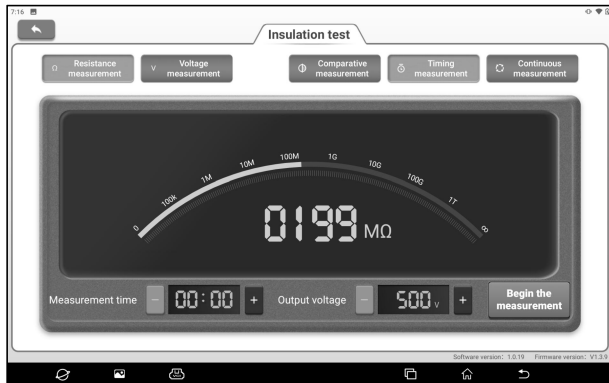 7:16
Insulation test
Ω Resistance measurement
V Voltage measurement
Comparative measurement
Timing measurement
Continuous measurement
0 100k 1M 10M 100M 1G 10G 100G 1T ∞
0199 MΩ
Measurement time − 00:00 + Output voltage − 500 V + Begin the measurement
Software version: 1.0.19 Firmware version: V1.3.9